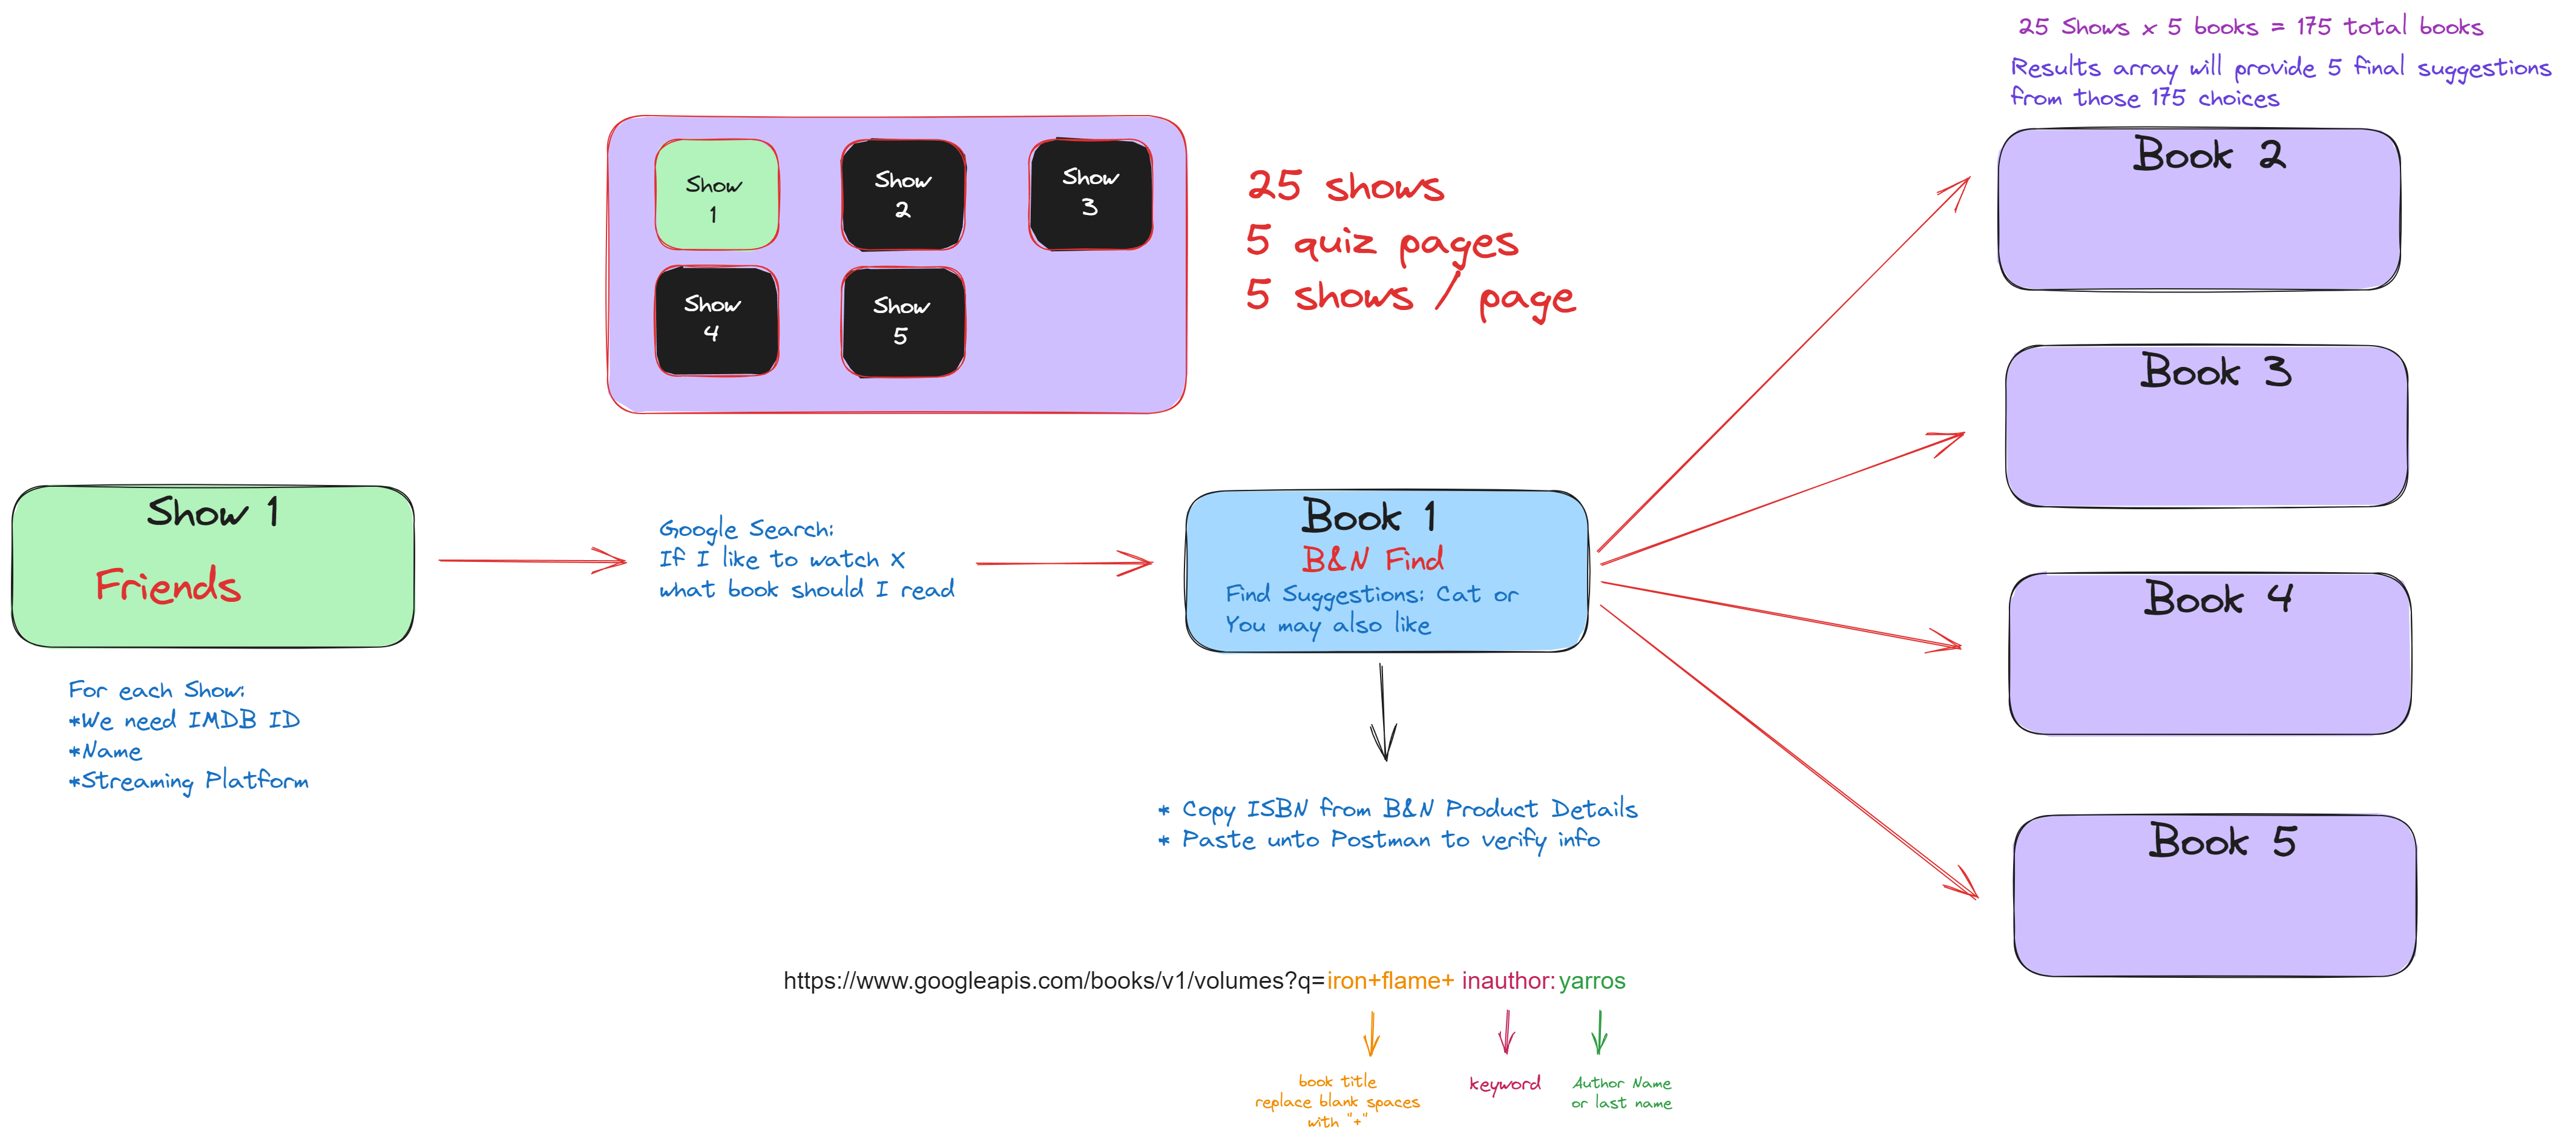 25 Shows x 5 books = 175 total books
Results array will provide 5 final suggestions
from those 175 choices
Show
1
Show
2
Show
3
Show
4
Show
5
25 shows
5 quiz pages
5 shows / page
Show 1
Friends
For each Show:
*We need IMDB ID
*Name
*Streaming Platform
Google Search:
If I like to watch X
what book should I read
Book 1
B&N Find
Find Suggestions: Cat or
You may also like
* Copy ISBN from B&N Product Details
* Paste unto Postman to verify info
Book 2
Book 3
Book 4
Book 5
https://www.googleapis.com/books/v1/volumes?q=iron+flame+ inauthor:yarros
book title
replace blank spaces
with "+"
keyword
Author Name
or last name